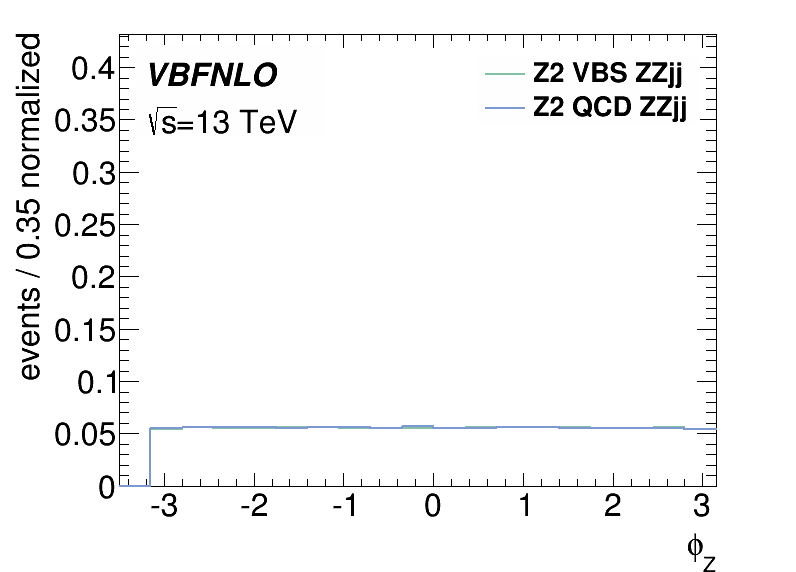 events / 0.35 normalized
VBFNLO
√s=13 TeV
Z2 VBS ZZjj
Z2 QCD ZZjj
0.4
0.35
0.3
0.25
0.2
0.15
0.1
0.05
0
-3 -2 -1 0 1 2 3
ϕ_Z